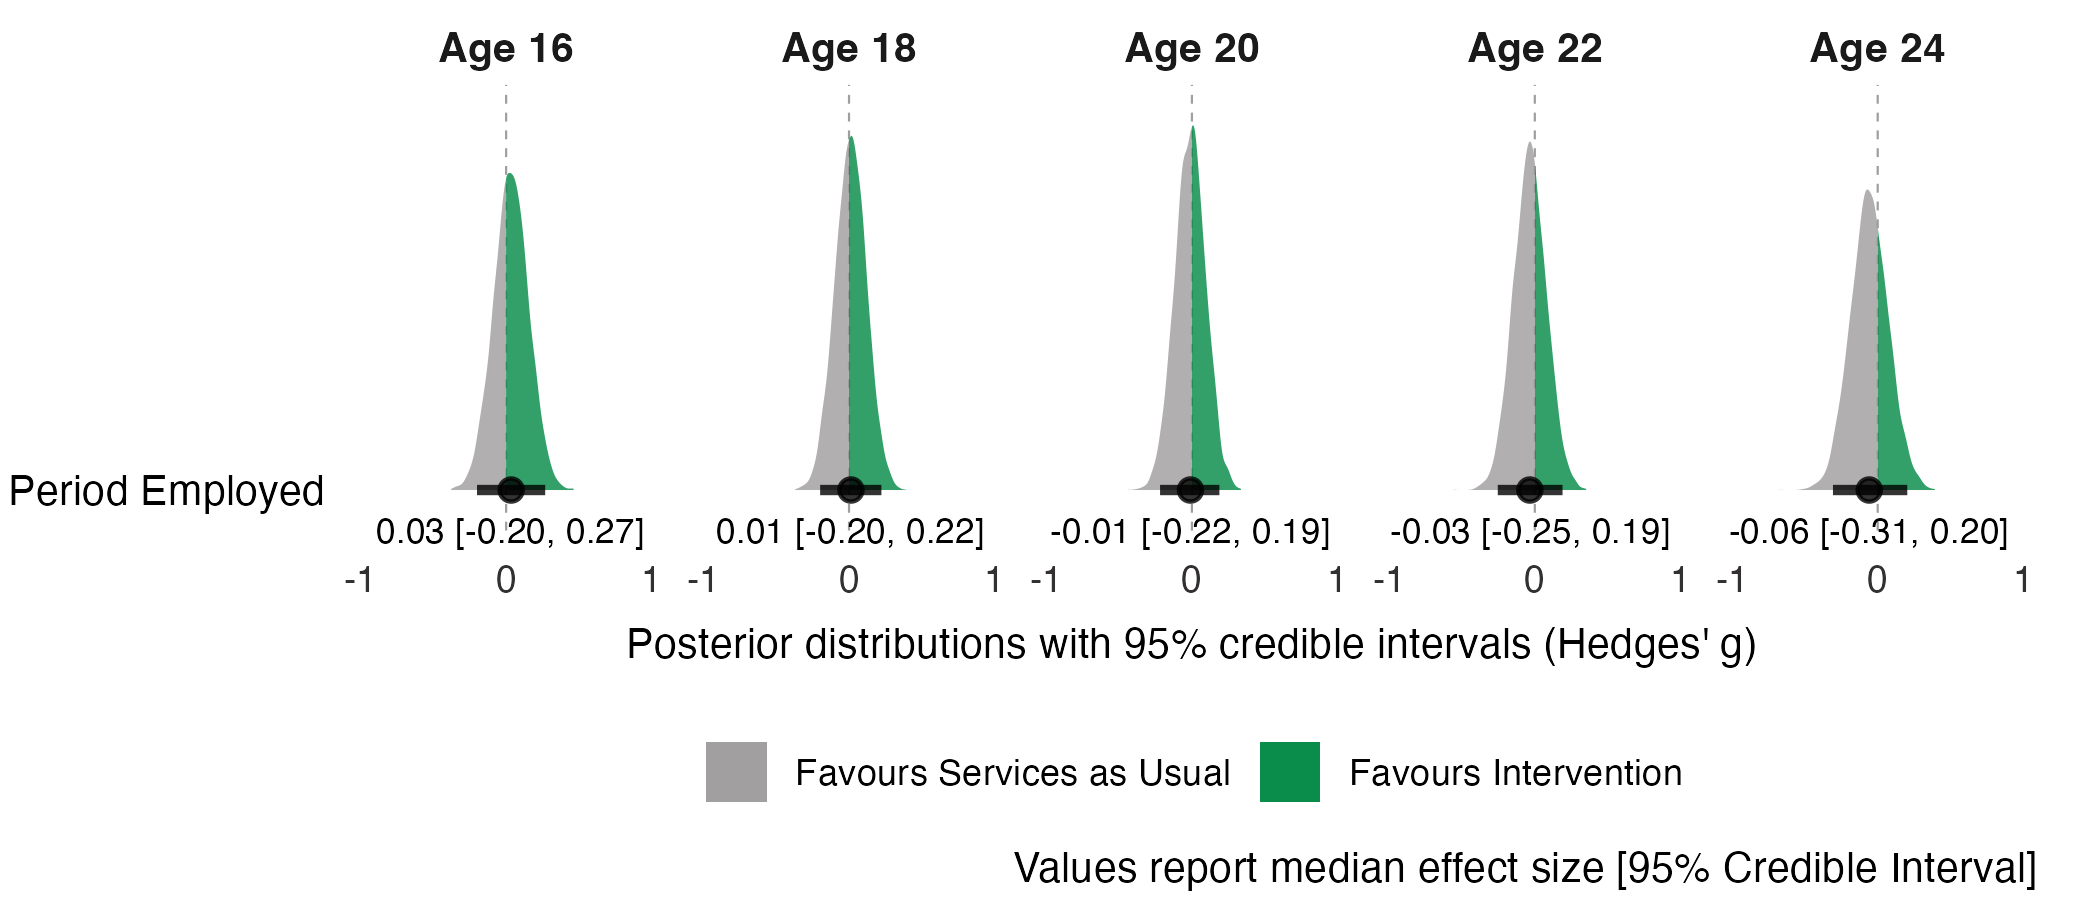 Age 16 Age 18 Age 20 Age 22 Age 24
Period Employed
0.03 [-0.20, 0.27] 0.01 [-0.20, 0.22] -0.01 [-0.22, 0.19] -0.03 [-0.25, 0.19] -0.06 [-0.31, 0.20]
-1 0 1 -1 0 1 -1 0 1 -1 0 1 -1 0 1
Posterior distributions with 95% credible intervals (Hedges' g)
Favours Services as Usual Favours Intervention
Values report median effect size [95% Credible Interval]